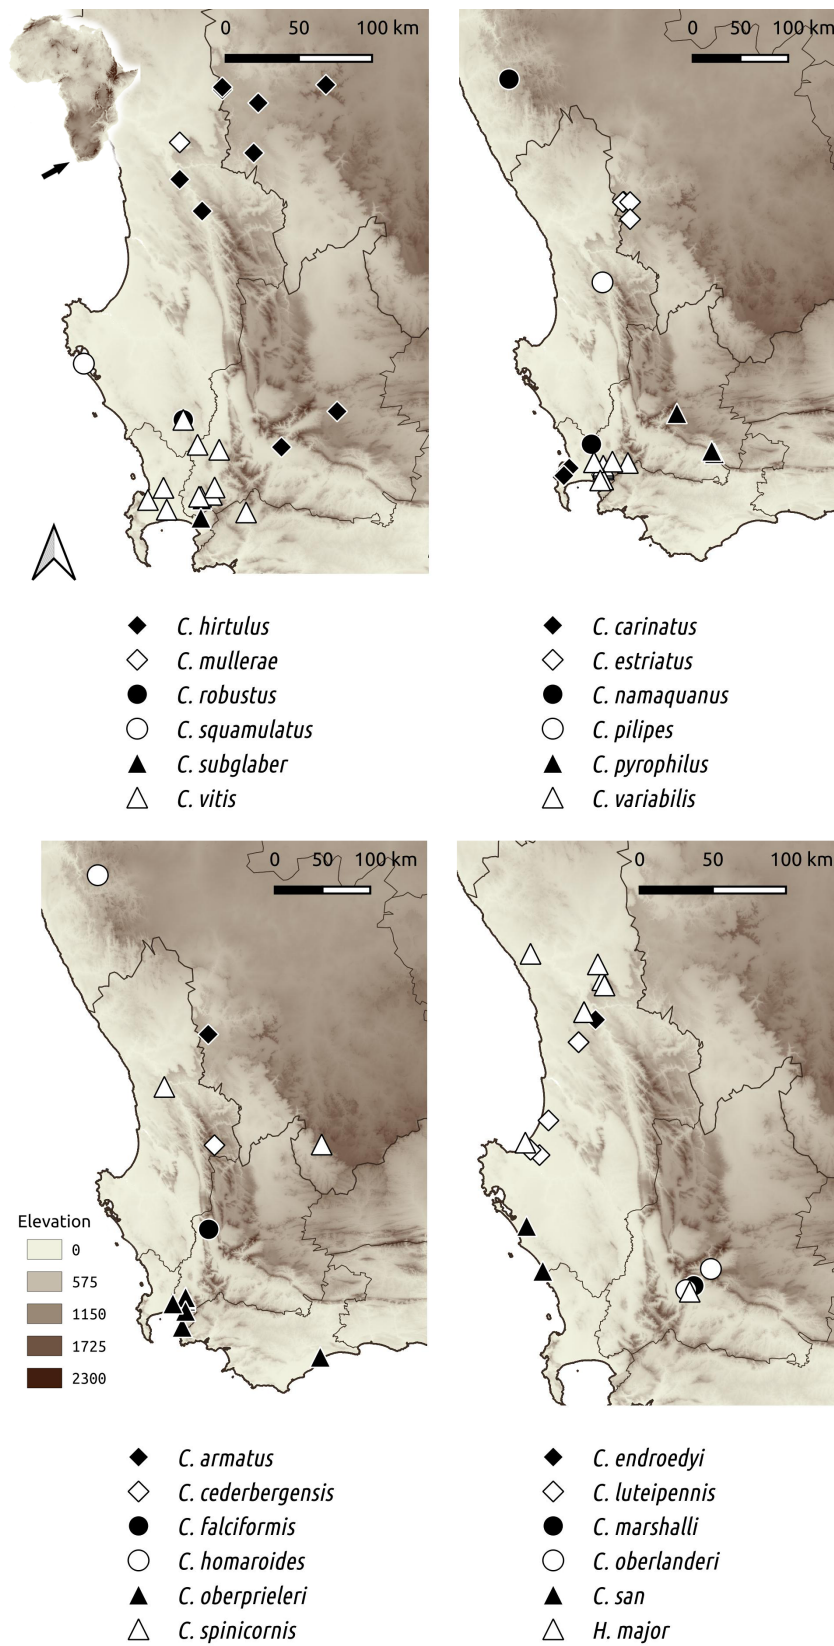 0 50 100 km
0 50 100 km
C. hirtulus
C. mullerae
C. robustus
C. squamulatus
C. subglaber
C. vitis
C. carinatus
C. estriatus
C. namaquanus
C. pilipes
C. pyrophilus
C. variabilis
0 50 100 km
0 50 100 km
Elevation
0
575
1150
1725
2300
C. armatus
C. cederbergensis
C. falciformis
C. homaroides
C. oberprieleri
C. spinicornis
C. endroedyi
C. luteipennis
C. marshalli
C. oberlanderi
C. san
H. major